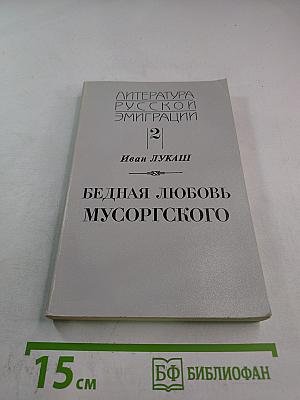 ЛИТЕРАТУРА
РУССКОЙ
ЭМИГРАЦИИ
2
Иван ЛУКАШ
БЕДНАЯ ЛЮБОВЬ
МУСОРГСКОГО
15 см
БФ БИБЛИОФАН